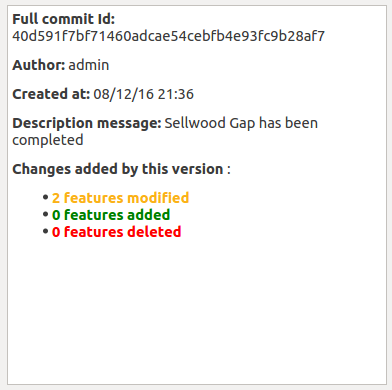 Full commit Id:
40d591f7bf71460adcae54cebfb4e93fc9b28af7
Author: admin
Created at: 08/12/16 21:36
Description message: Sellwood Gap has been
completed
Changes added by this version :
• 2 features modified
• 0 features added
• 0 features deleted